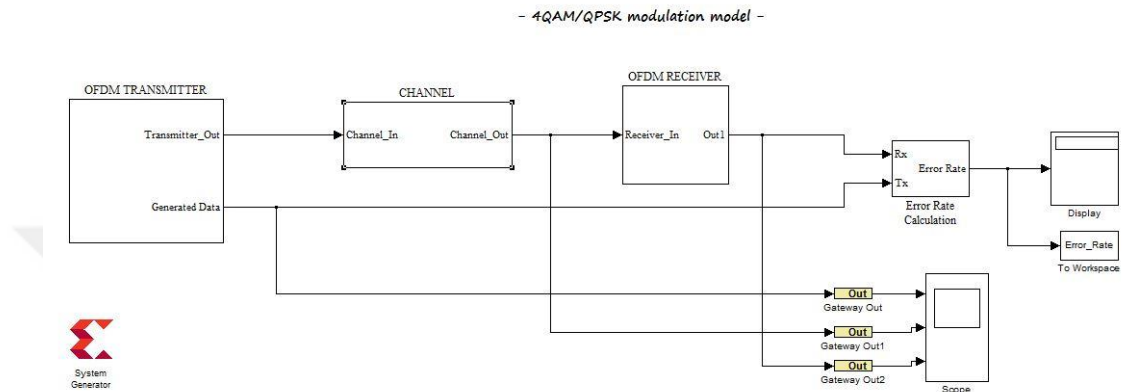 - 4QAM/QPSK modulation model -
OFDM TRANSMITTER
Transmitter_Out
Generated Data
CHANNEL
Channel_In
Channel_Out
OFDM RECEIVER
Receiver_In
Out1
Rx
Tx
Error Rate
Error Rate
Calculation
Display
Error_Rate
To Workspace
Out
Gateway Out
Out
Gateway Out1
Out
Gateway Out2
Scope
System
Generator